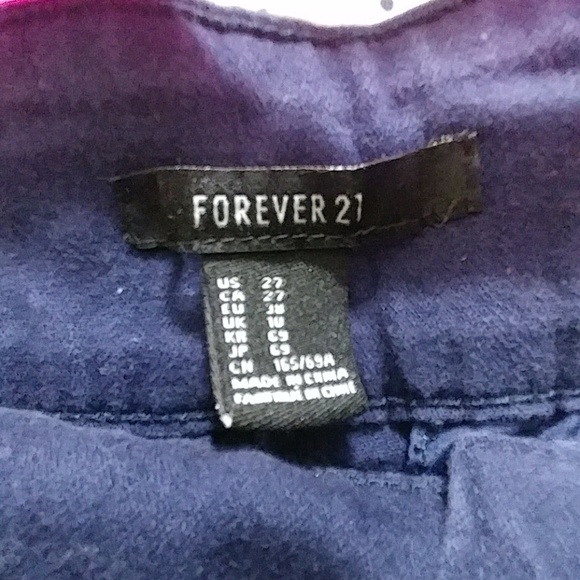 FOREVER 21
US 27
CA 27
EU 38
UK 10
KR 69
JP 69
CN 165/69A
MADE IN CHINA
FABRIQUÉ EN CHINE